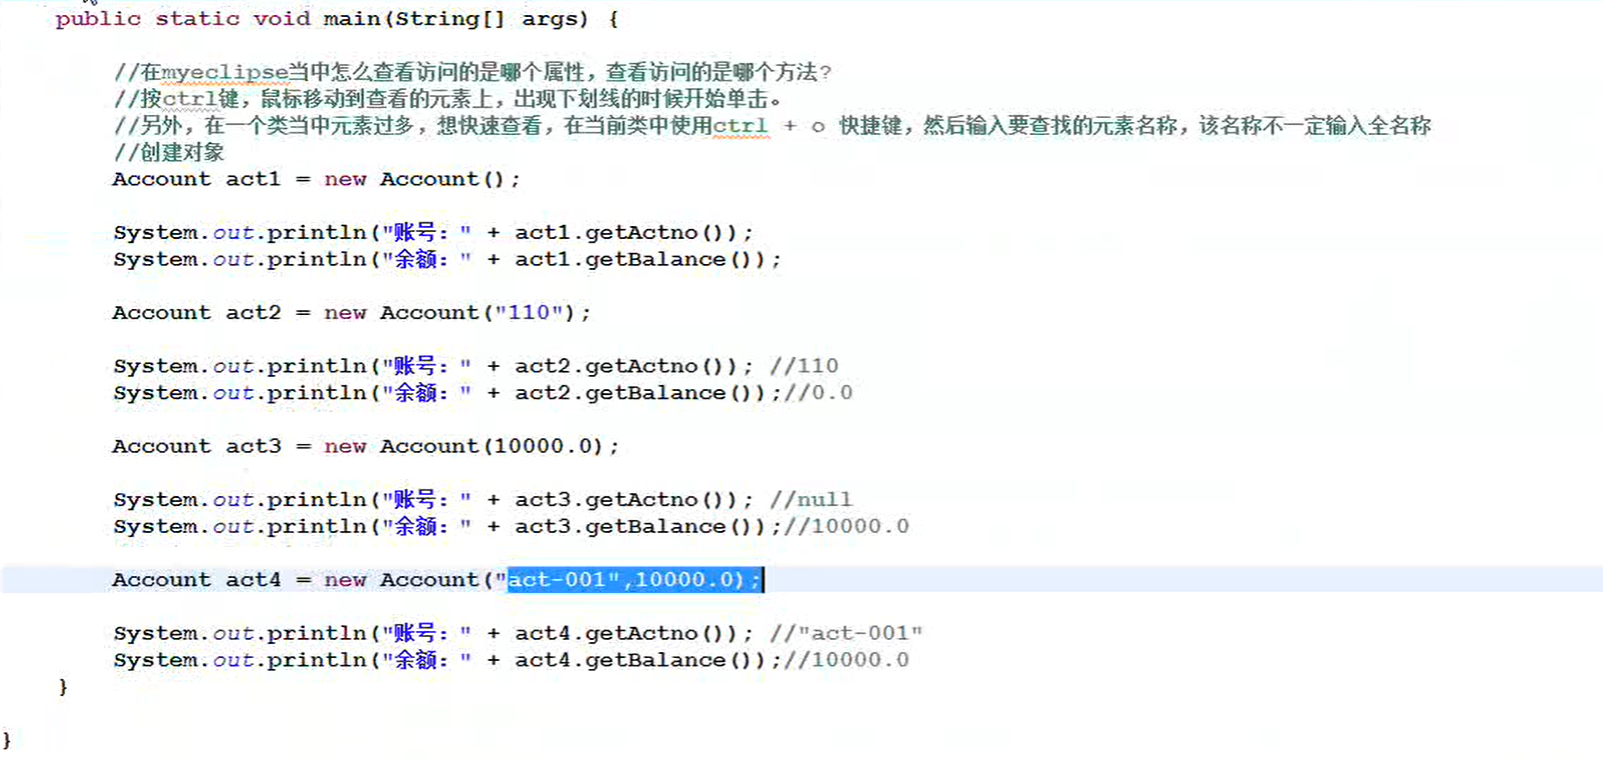 public static void main(String[] args) {
//在myeclipse当中怎么查看访问的是哪个属性，查看访问的是哪个方法?
//按ctrl键，鼠标移动到查看的元素上，出现下划线的时候开始单击。
//另外，在一个类当中元素过多，想快速查看，在当前类中使用ctrl + o 快捷键，然后输入要查找的元素名称，该名称不一定输入全名称
//创建对象
Account act1 = new Account();
System.out.println("账号：" + act1.getActno());
System.out.println("余额：" + act1.getBalance());
Account act2 = new Account("110");
System.out.println("账号：" + act2.getActno()); //110
System.out.println("余额：" + act2.getBalance());//0.0
Account act3 = new Account(10000.0);
System.out.println("账号：" + act3.getActno()); //null
System.out.println("余额：" + act3.getBalance());//10000.0
Account act4 = new Account("act-001",10000.0);
System.out.println("账号：" + act4.getActno()); //"act-001"
System.out.println("余额：" + act4.getBalance());//10000.0
}
}